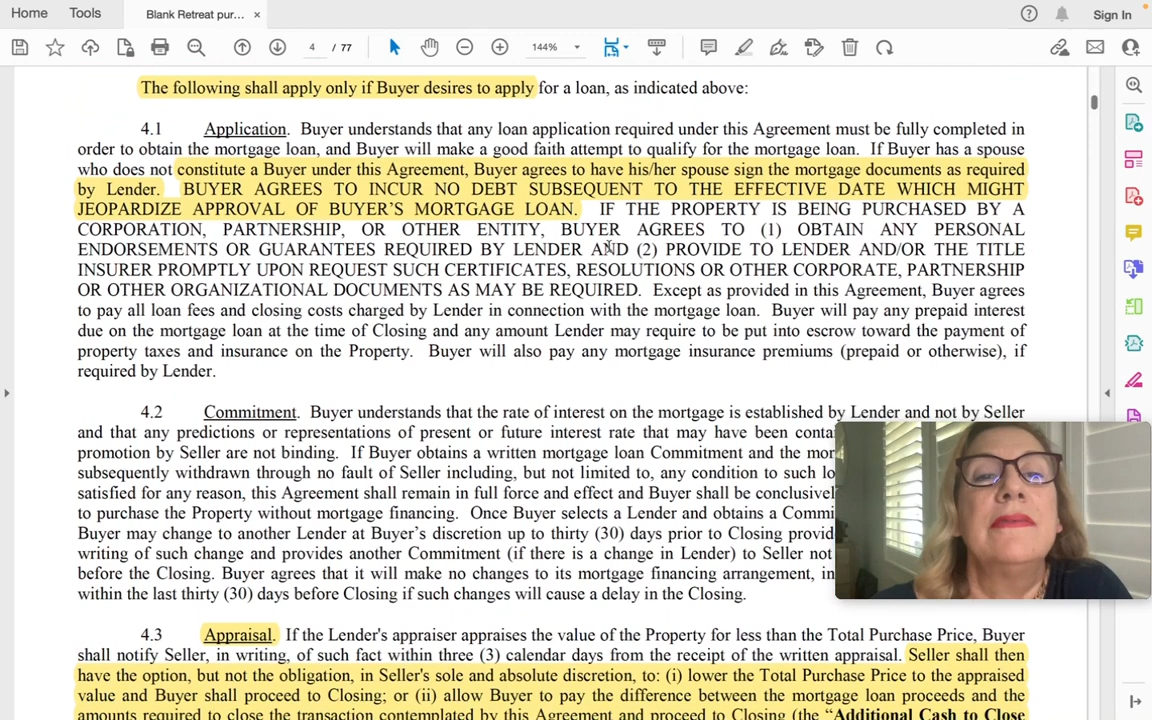 Home Tools Blank Retreat pur... × Sign In
4 / 77 144%
The following shall apply only if Buyer desires to apply for a loan, as indicated above:
4.1 Application. Buyer understands that any loan application required under this Agreement must be fully completed in
order to obtain the mortgage loan, and Buyer will make a good faith attempt to qualify for the mortgage loan. If Buyer has a spouse
who does not constitute a Buyer under this Agreement, Buyer agrees to have his/her spouse sign the mortgage documents as required
by Lender. BUYER AGREES TO INCUR NO DEBT SUBSEQUENT TO THE EFFECTIVE DATE WHICH MIGHT
JEOPARDIZE APPROVAL OF BUYER'S MORTGAGE LOAN. IF THE PROPERTY IS BEING PURCHASED BY A
CORPORATION, PARTNERSHIP, OR OTHER ENTITY, BUYER AGREES TO (1) OBTAIN ANY PERSONAL
ENDORSEMENTS OR GUARANTEES REQUIRED BY LENDER AND (2) PROVIDE TO LENDER AND/OR THE TITLE
INSURER PROMPTLY UPON REQUEST SUCH CERTIFICATES, RESOLUTIONS OR OTHER CORPORATE, PARTNERSHIP
OR OTHER ORGANIZATIONAL DOCUMENTS AS MAY BE REQUIRED. Except as provided in this Agreement, Buyer agrees
to pay all loan fees and closing costs charged by Lender in connection with the mortgage loan. Buyer will pay any prepaid interest
due on the mortgage loan at the time of Closing and any amount Lender may require to be put into escrow toward the payment of
property taxes and insurance on the Property. Buyer will also pay any mortgage insurance premiums (prepaid or otherwise), if
required by Lender.
4.2 Commitment. Buyer understands that the rate of interest on the mortgage is established by Lender and not by Seller
and that any predictions or representations of present or future interest rate that may have been contai
promotion by Seller are not binding. If Buyer obtains a written mortgage loan Commitment and the mor
subsequently withdrawn through no fault of Seller including, but not limited to, any condition to such lo
satisfied for any reason, this Agreement shall remain in full force and effect and Buyer shall be conclusivel
to purchase the Property without mortgage financing. Once Buyer selects a Lender and obtains a Commi
Buyer may change to another Lender at Buyer's discretion up to thirty (30) days prior to Closing provid
writing of such change and provides another Commitment (if there is a change in Lender) to Seller not
before the Closing. Buyer agrees that it will make no changes to its mortgage financing arrangement, in
within the last thirty (30) days before Closing if such changes will cause a delay in the Closing.
4.3 Appraisal. If the Lender's appraiser appraises the value of the Property for less than the Total Purchase Price, Buyer
shall notify Seller, in writing, of such fact within three (3) calendar days from the receipt of the written appraisal. Seller shall then
have the option, but not the obligation, in Seller's sole and absolute discretion, to: (i) lower the Total Purchase Price to the appraised
value and Buyer shall proceed to Closing; or (ii) allow Buyer to pay the difference between the mortgage loan proceeds and the
amounts required to close the transaction contemplated by this Agreement and proceed to Closing (the "Additional Cash to Close